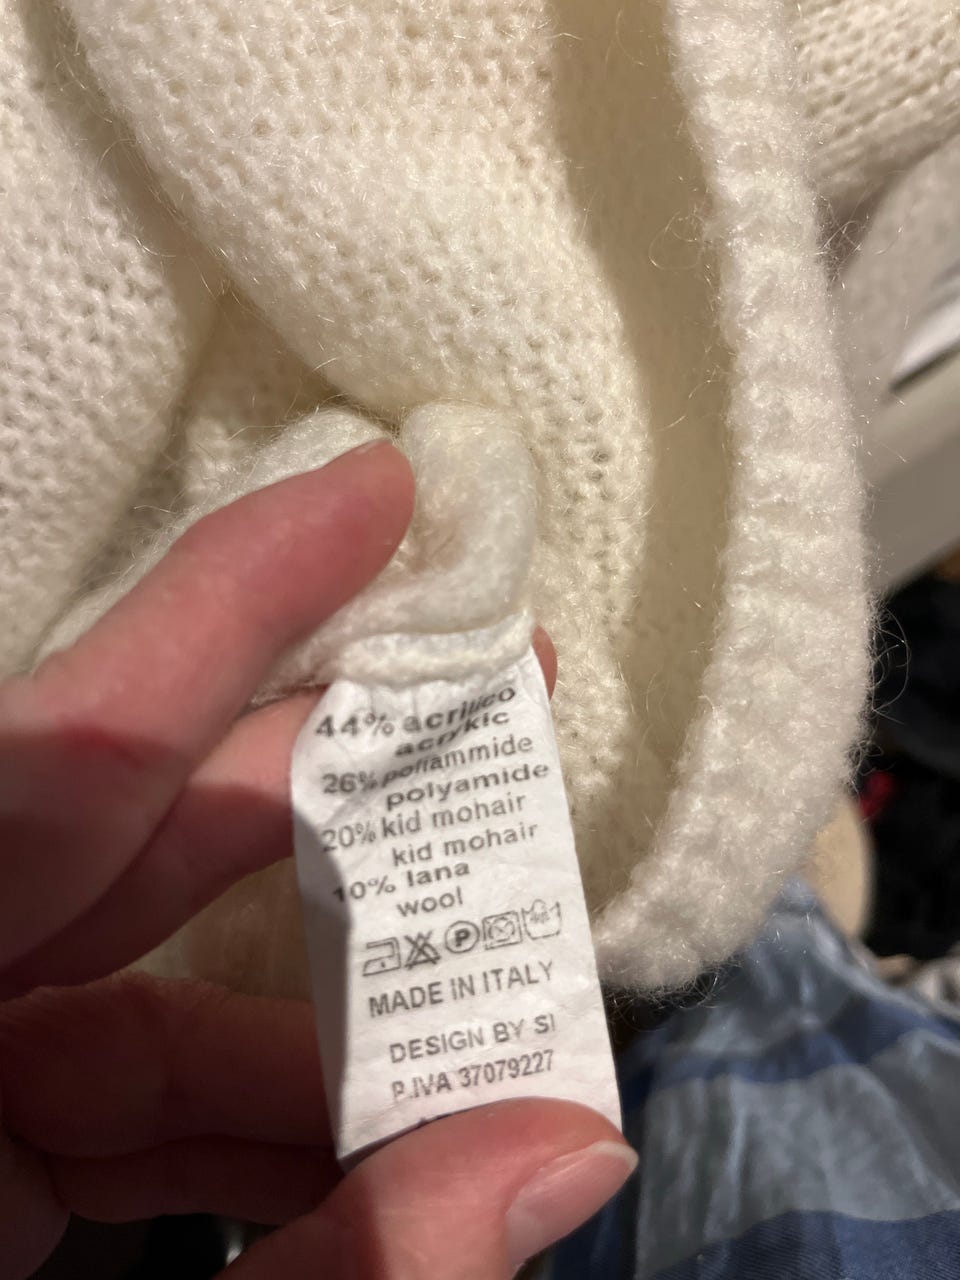 44% acrilico
acrykic
26% poliammide
polyamide
20% kid mohair
kid mohair
10% lana
wool
P
MADE IN ITALY
DESIGN BY SI
P.IVA 37079227